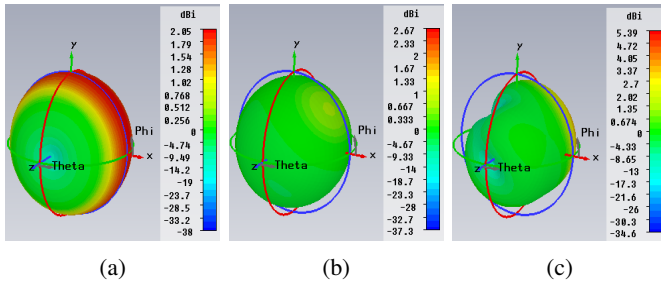 dBi
2.05
1.79
1.54
1.28
1.02
0.768
0.512
0.256
0
-4.74
-9.49
-14.2
-19
-23.7
-28.5
-33.2
-38
y
Phi
x
z
Theta
(a)
dBi
2.67
2.33
2
1.67
1.33
1
0.667
0.333
0
-4.67
-9.33
-14
-18.7
-23.3
-28
-32.7
-37.3
y
Phi
x
z
Theta
(b)
dBi
5.39
4.72
4.04
3.37
2.7
2.02
1.35
0.674
0
-4.33
-8.65
-13
-17.3
-21.6
-26
-30.3
-34.6
y
Phi
x
z
Theta
(c)